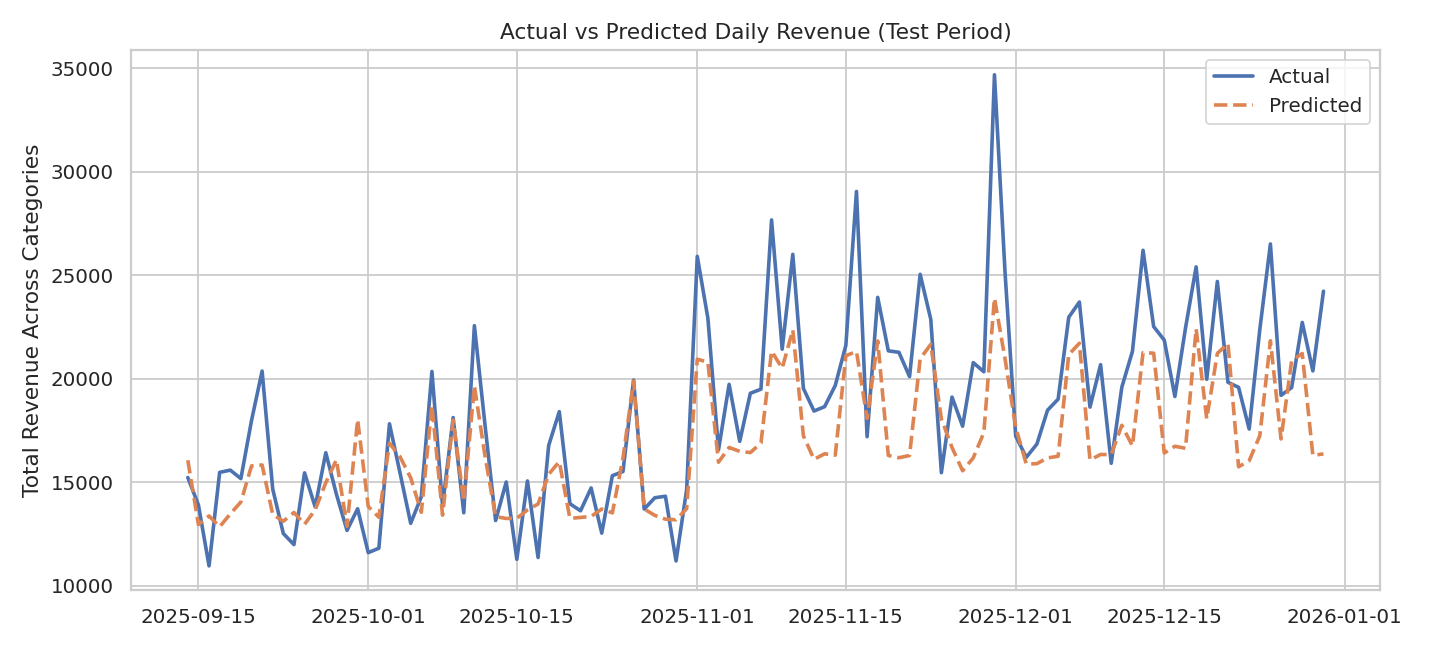 Actual vs Predicted Daily Revenue (Test Period)
Actual
Predicted
Total Revenue Across Categories
35000
30000
25000
20000
15000
10000
2025-09-15 2025-10-01 2025-10-15 2025-11-01 2025-11-15 2025-12-01 2025-12-15 2026-01-01